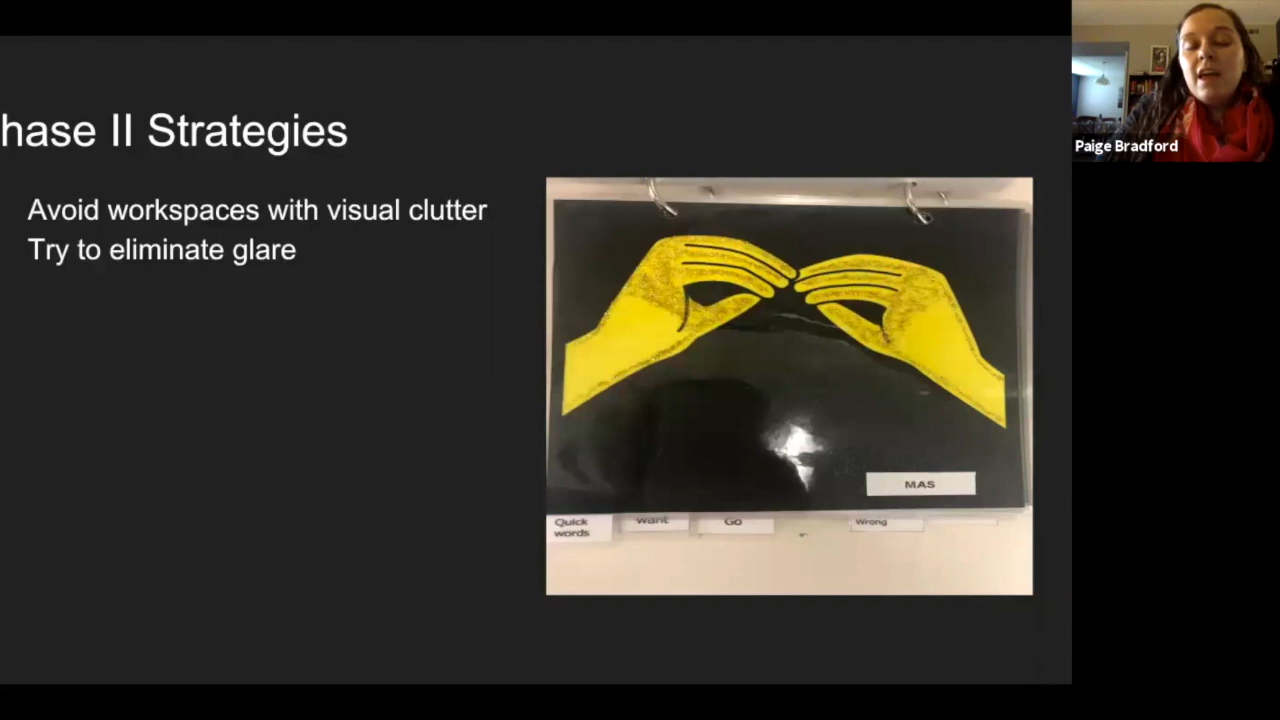 hase II Strategies
Avoid workspaces with visual clutter
Try to eliminate glare
MAS
Quick
words
want
Go
Wrong
Paige Bradford